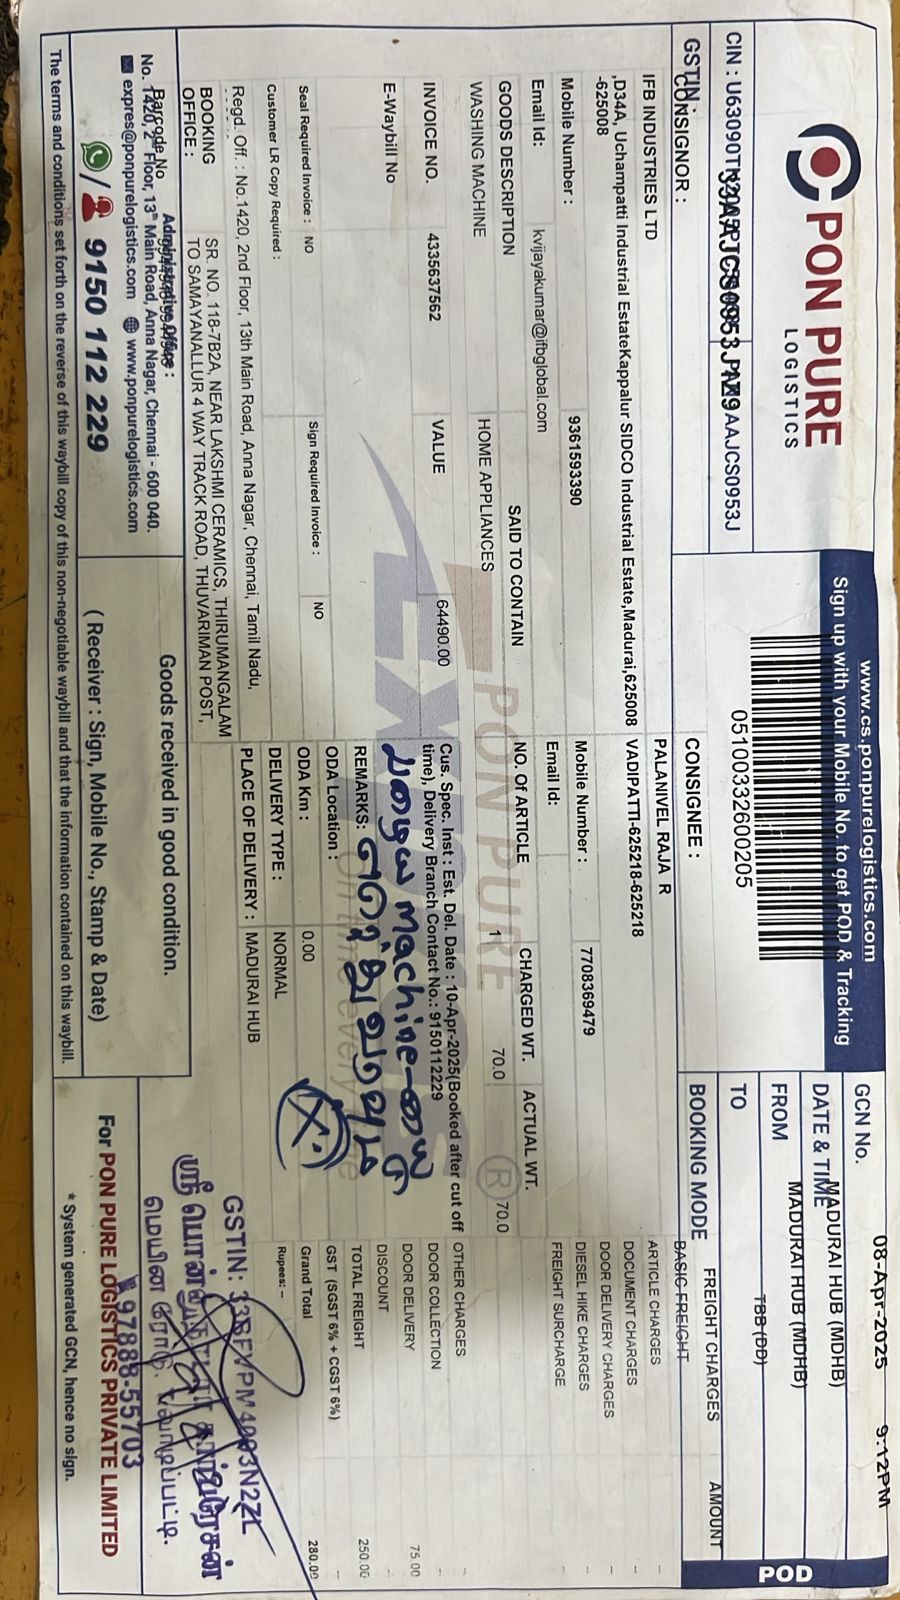 PON PURE
LOGISTICS
www.cs.ponpurelogistics.com
Sign up with your Mobile No. to get POD & Tracking
05100332600205
GCN No.
DATE & TIME 08-Apr-2025 9:12PM
FROM MADURAI HUB (MDHB)
TO MADURAI HUB (MDHB)
BOOKING MODE TBB (DD)
POD
CONSIGNOR :
GSTIN :
IFB INDUSTRIES LTD
,D34A, Uchampatti Industrial EstateKappalur SIDCO Industrial Estate,Madurai,625008
-625008
Mobile Number : 9361593390
Email Id: kvijayakumar@ifbglobal.com
CONSIGNEE :
PALANIVEL RAJA R
VADIPATTI-625218-625218
Mobile Number : 7708369479
Email Id:
GOODS DESCRIPTION SAID TO CONTAIN NO. Of ARTICLE CHARGED WT. ACTUAL WT.
WASHING MACHINE HOME APPLIANCES 1 70.0 70.0
INVOICE NO. 4335637562 VALUE 64490.00
E-Waybill No
Cus. Spec. Inst : Est. Del. Date : 10-Apr-2025(Booked after cut off
time), Delivery Branch Contact No.: 9150112229
REMARKS:
Seal Required Invoice : NO Sign Required Invoice : NO
Customer LR Copy Required :
ODA Location :
ODA Km : 0.00
DELIVERY TYPE : NORMAL
PLACE OF DELIVERY : MADURAI HUB
Regd. Off. : No.1420, 2nd Floor, 13th Main Road, Anna Nagar, Chennai, Tamil Nadu,
BOOKING
OFFICE :
SR. NO. 118-7B2A, NEAR LAKSHMI CERAMICS, THIRUMANGALAM
TO SAMAYANALLUR 4 WAY TRACK ROAD, THUVARIMAN POST,
FREIGHT CHARGES AMOUNT
BASIC FREIGHT
ARTICLE CHARGES -
DOCUMENT CHARGES -
DOOR DELIVERY CHARGES -
DIESEL HIKE CHARGES -
FREIGHT SURCHARGE -
OTHER CHARGES -
DOOR COLLECTION -
DOOR DELIVERY 75.00
DISCOUNT -
TOTAL FREIGHT 250.00
GST (SGST 6% + CGST 6%) -
Grand Total 280.00
Rupees: -
Barcode No
Administrative Office :
No. 1420, 2nd Floor, 13th Main Road, Anna Nagar, Chennai - 600 040.
expres@ponpurelogistics.com www.ponpurelogistics.com
9150 112 229
Goods received in good condition.
( Receiver : Sign, Mobile No., Stamp & Date)
For PON PURE LOGISTICS PRIVATE LIMITED
97888-55703
* System generated GCN, hence no sign.
The terms and conditions set forth on the reverse of this waybill copy of this non-negotiable waybill and that the information contained on this waybill.